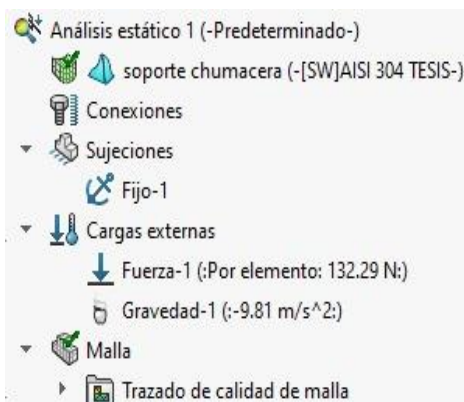 Análisis estático 1 (-Predeterminado-)
soporte chumacera (-[SW]AISI 304 TESIS-)
Conexiones
Sujeciones
Fijo-1
Cargas externas
Fuerza-1 (:Por elemento: 132.29 N:)
Gravedad-1 (:-9.81 m/s^2:)
Malla
Trazado de calidad de malla